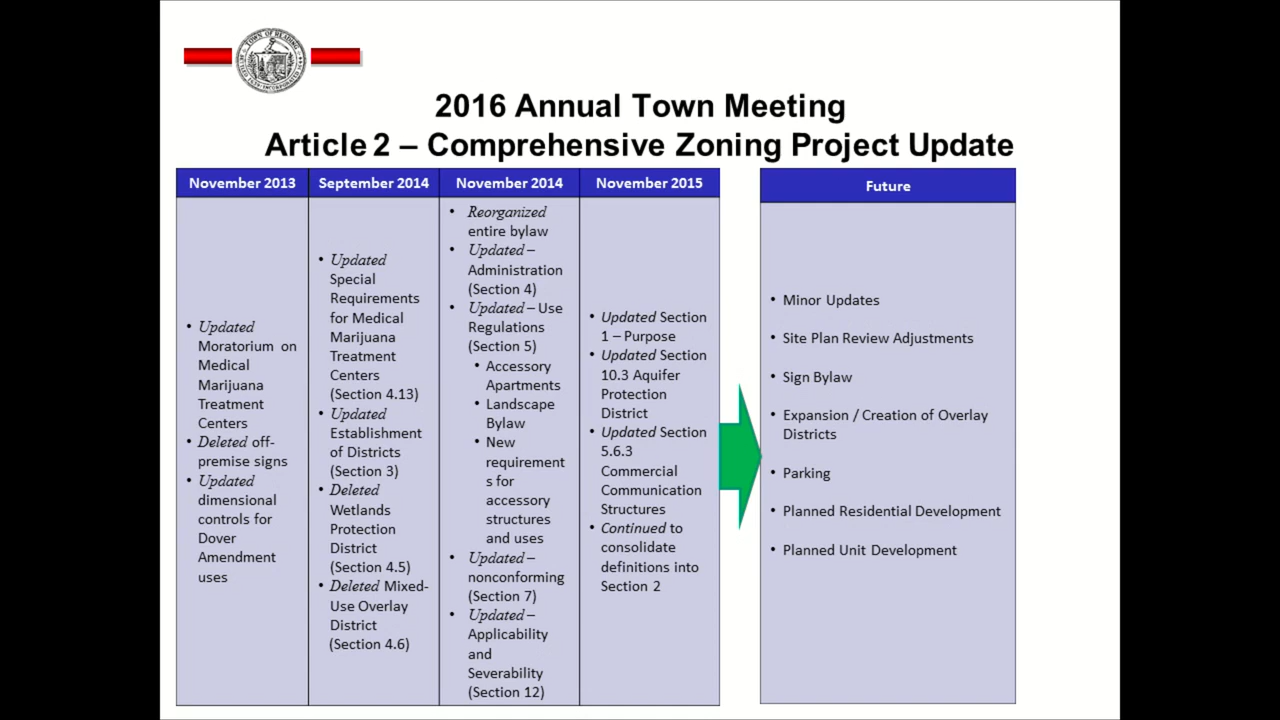 TOWN OF READING
2016 Annual Town Meeting
Article 2 – Comprehensive Zoning Project Update
November 2013
• Updated
Moratorium on
Medical
Marijuana
Treatment
Centers
• Deleted off-
premise signs
• Updated
dimensional
controls for
Dover
Amendment
uses
September 2014
• Updated
Special
Requirements
for Medical
Marijuana
Treatment
Centers
(Section 4.13)
• Updated
Establishment
of Districts
(Section 3)
• Deleted
Wetlands
Protection
District
(Section 4.5)
• Deleted Mixed-
Use Overlay
District
(Section 4.6)
November 2014
• Reorganized
entire bylaw
• Updated –
Administration
(Section 4)
• Updated – Use
Regulations
(Section 5)
• Accessory
Apartments
• Landscape
Bylaw
• New
requirement
s for
accessory
structures
and uses
• Updated –
nonconforming
(Section 7)
• Updated –
Applicability
and
Severability
(Section 12)
November 2015
• Updated Section
1 – Purpose
• Updated Section
10.3 Aquifer
Protection
District
• Updated Section
5.6.3
Commercial
Communication
Structures
• Continued to
consolidate
definitions into
Section 2
Future
• Minor Updates
• Site Plan Review Adjustments
• Sign Bylaw
• Expansion / Creation of Overlay
Districts
• Parking
• Planned Residential Development
• Planned Unit Development